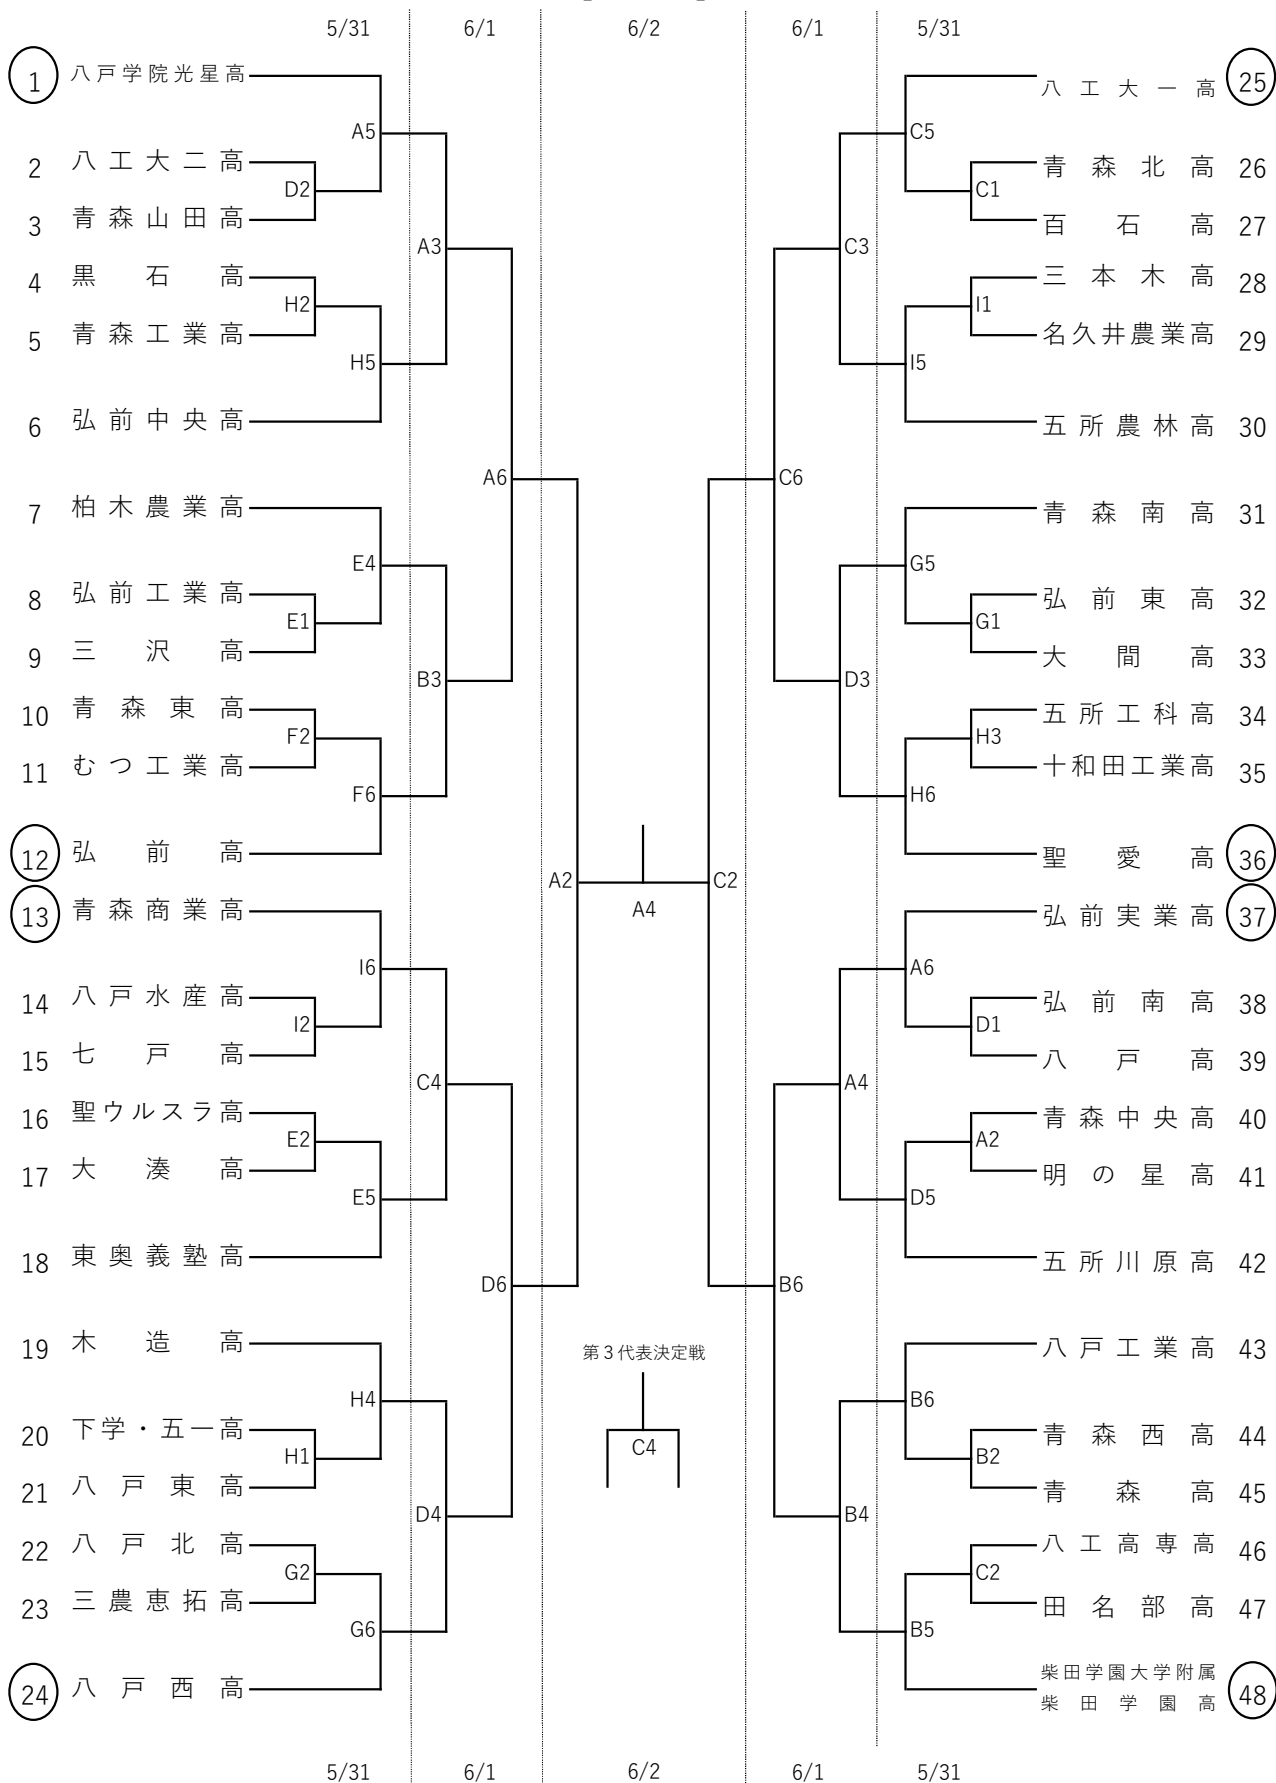 5/31 6/1 6/2 6/1 5/31
1 八戸学院光星高
A5
2 八工大二高
D2
3 青森山田高
A3
4 黒石高
H2
5 青森工業高
H5
6 弘前中央高
A6
7 柏木農業高
E4
8 弘前工業高
E1
9 三沢高
B3
10 青森東高
F2
11 むつ工業高
F6
12 弘前高
A2
13 青森商業高
I6
14 八戸水産高
I2
15 七戸高
C4
16 聖ウルスラ高
E2
17 大湊高
E5
18 東奥義塾高
D6
19 木造高
H4
20 下学・五一高
H1
21 八戸東高
D4
22 八戸北高
G2
23 三農恵拓高
G6
24 八戸西高
A4
第3代表決定戦
C4
八工大一高 25
C5
青森北高 26
C1
百石高 27
C3
三本木高 28
I1
名久井農業高 29
I5
五所農林高 30
C6
青森南高 31
G5
弘前東高 32
G1
大間高 33
D3
五所工科高 34
H3
十和田工業高 35
H6
聖愛高 36
C2
弘前実業高 37
A6
弘前南高 38
D1
八戸高 39
A4
青森中央高 40
A2
明の星高 41
D5
五所川原高 42
B6
八戸工業高 43
B6
青森西高 44
B2
青森高 45
B4
八工高専高 46
C2
田名部高 47
B5
柴田学園大学附属
柴田学園高 48
5/31 6/1 6/2 6/1 5/31